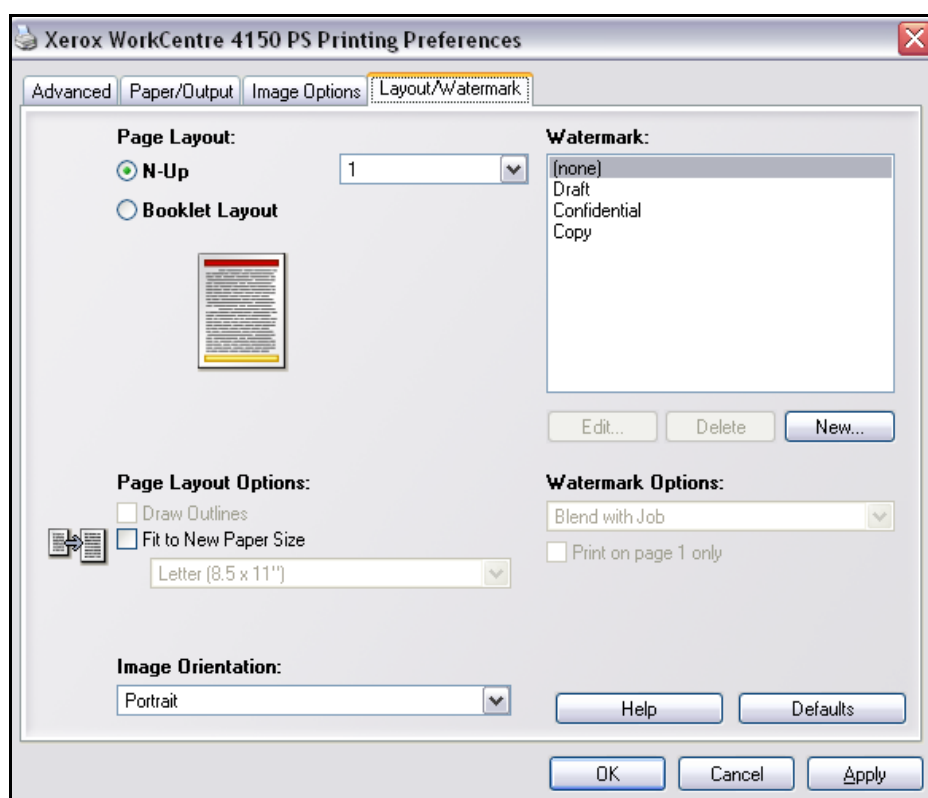 Xerox WorkCentre 4150 PS Printing Preferences
Advanced Paper/Output Image Options Layout/Watermark
Page Layout:
N-Up 1
Booklet Layout
Watermark:
(none)
Draft
Confidential
Copy
Edit... Delete New...
Page Layout Options:
Draw Outlines
Fit to New Paper Size
Letter (8.5 x 11")
Watermark Options:
Blend with Job
Print on page 1 only
Image Orientation:
Portrait
Help Defaults
OK Cancel Apply